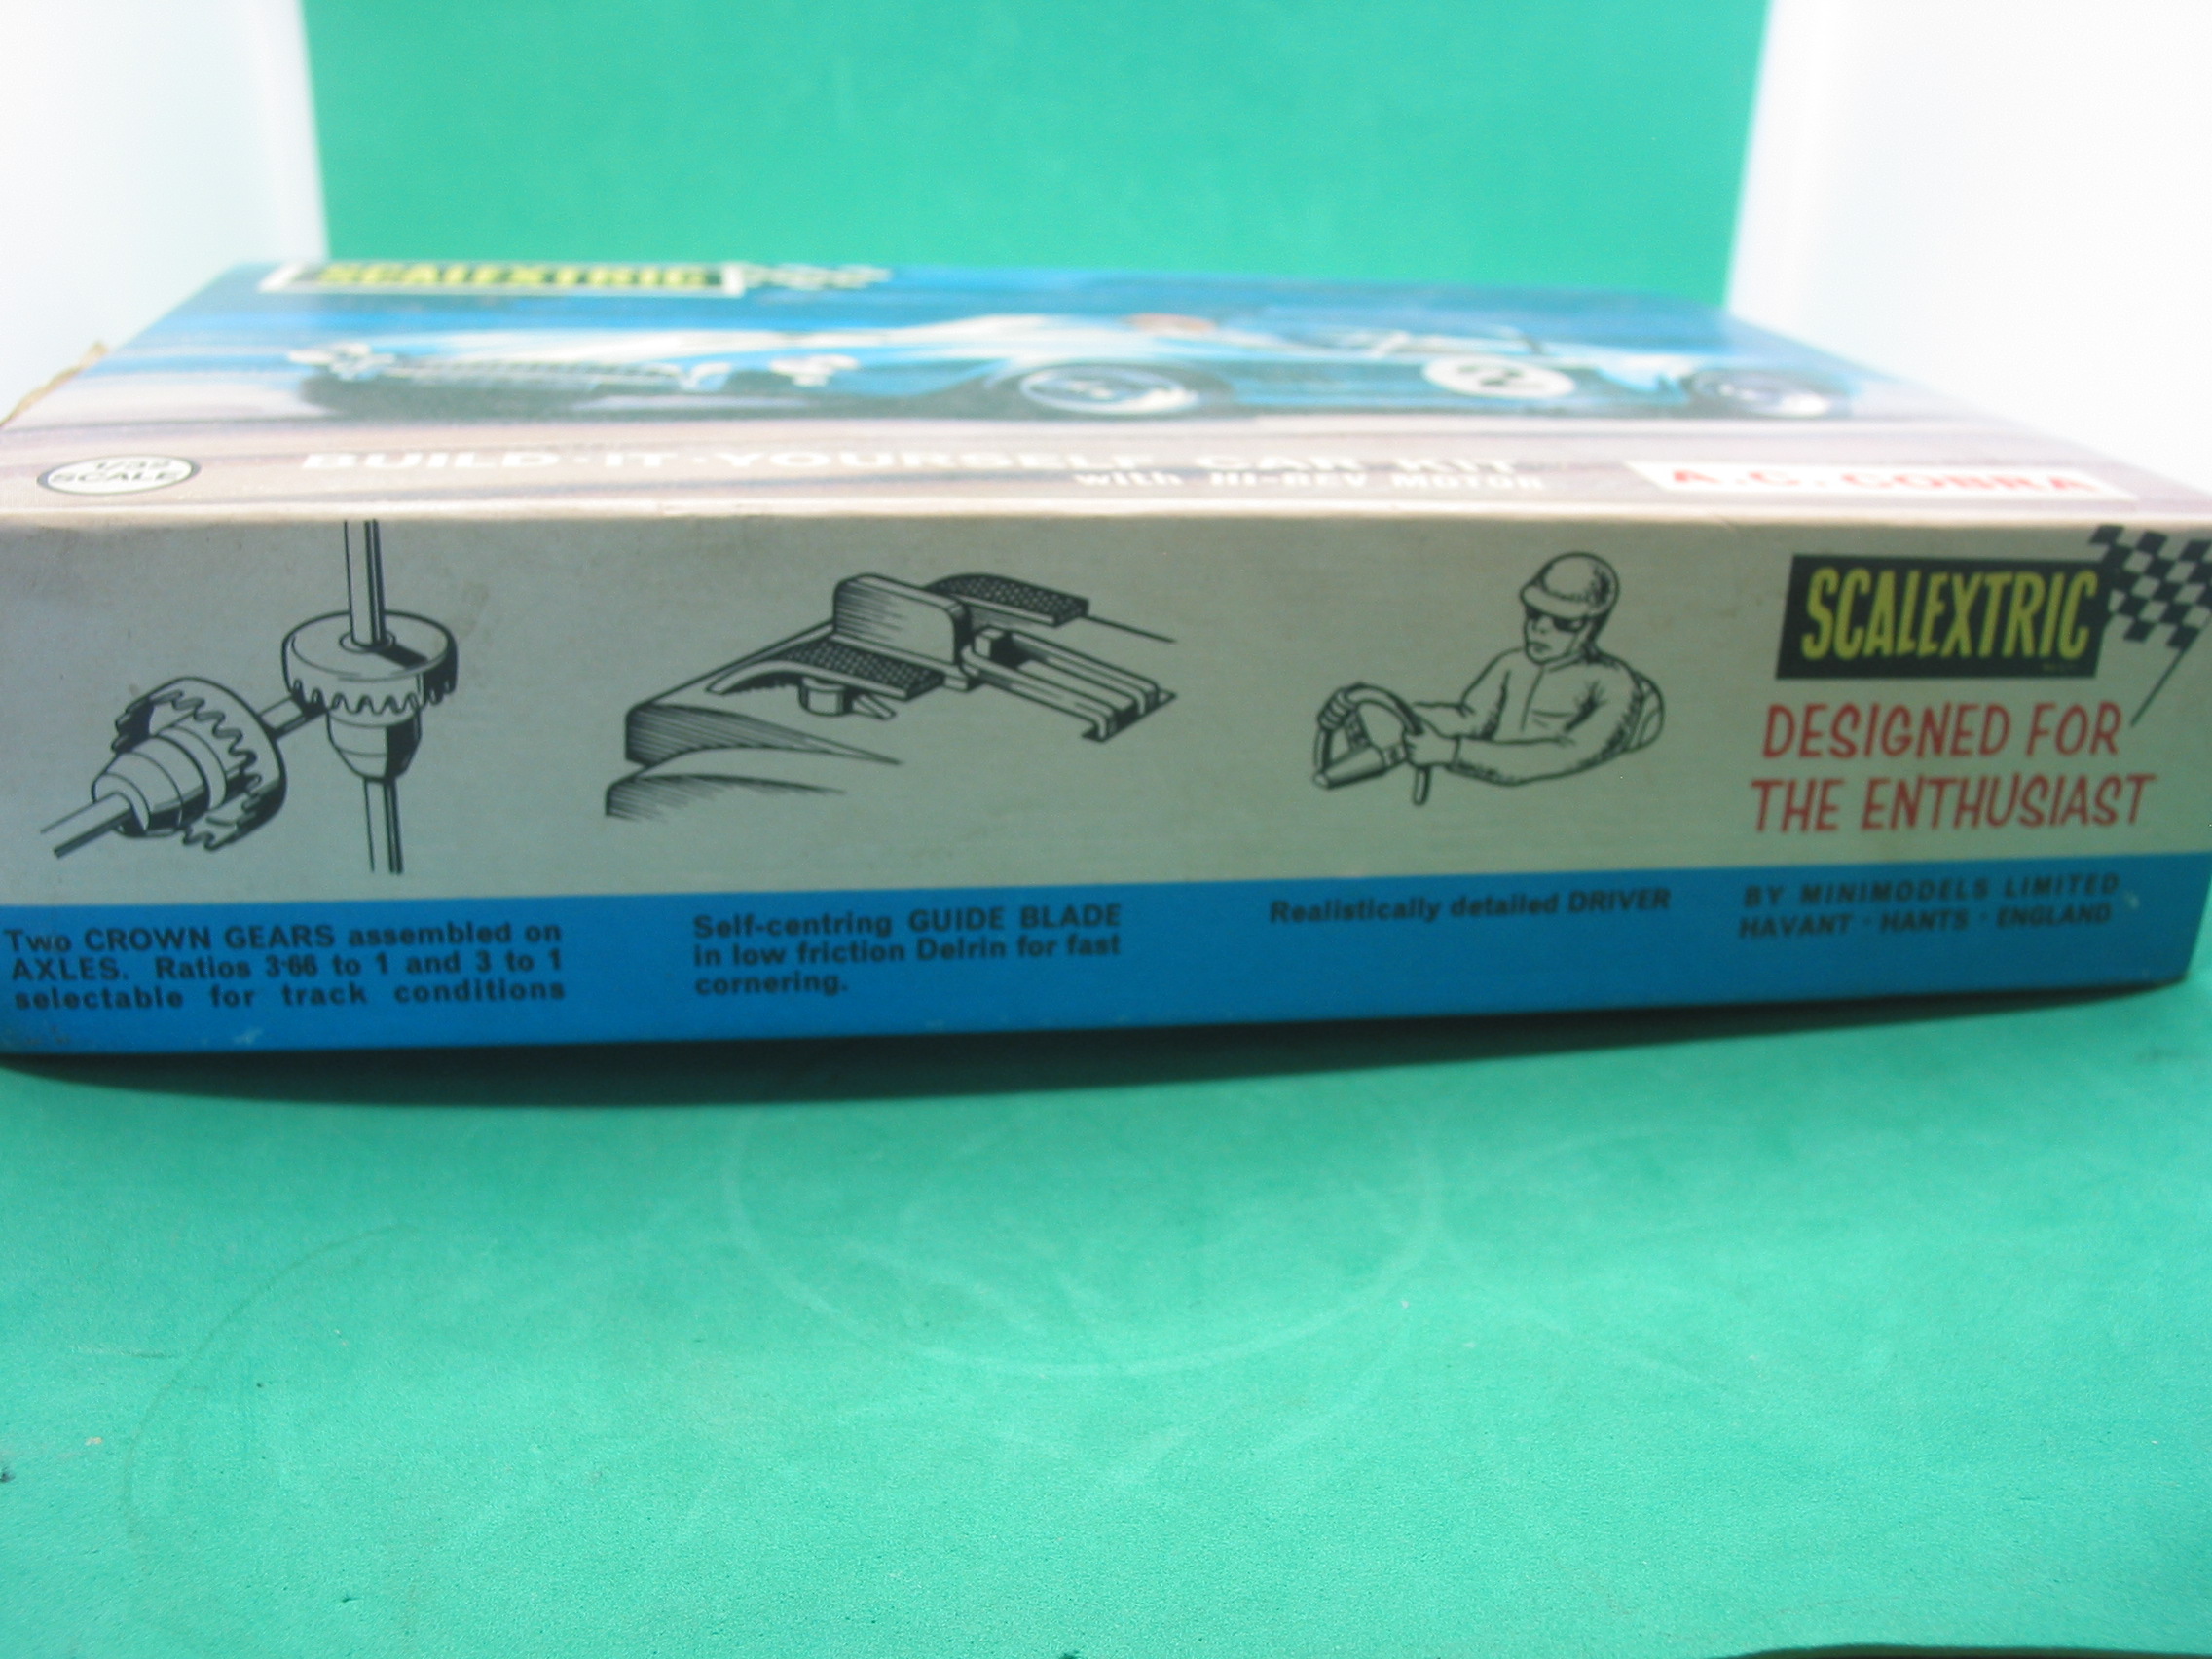 SCALEXTRIC
1/32
SCALE
BUILD·IT·YOURSELF CAR KIT
with HI-REV MOTOR
A.C. COBRA
SCALEXTRIC
DESIGNED FOR
THE ENTHUSIAST
Two CROWN GEARS assembled on
AXLES. Ratios 3·66 to 1 and 3 to 1
selectable for track conditions
Self-centring GUIDE BLADE
in low friction Delrin for fast
cornering.
Realistically detailed DRIVER
BY MINIMODELS LIMITED
HAVANT · HANTS · ENGLAND